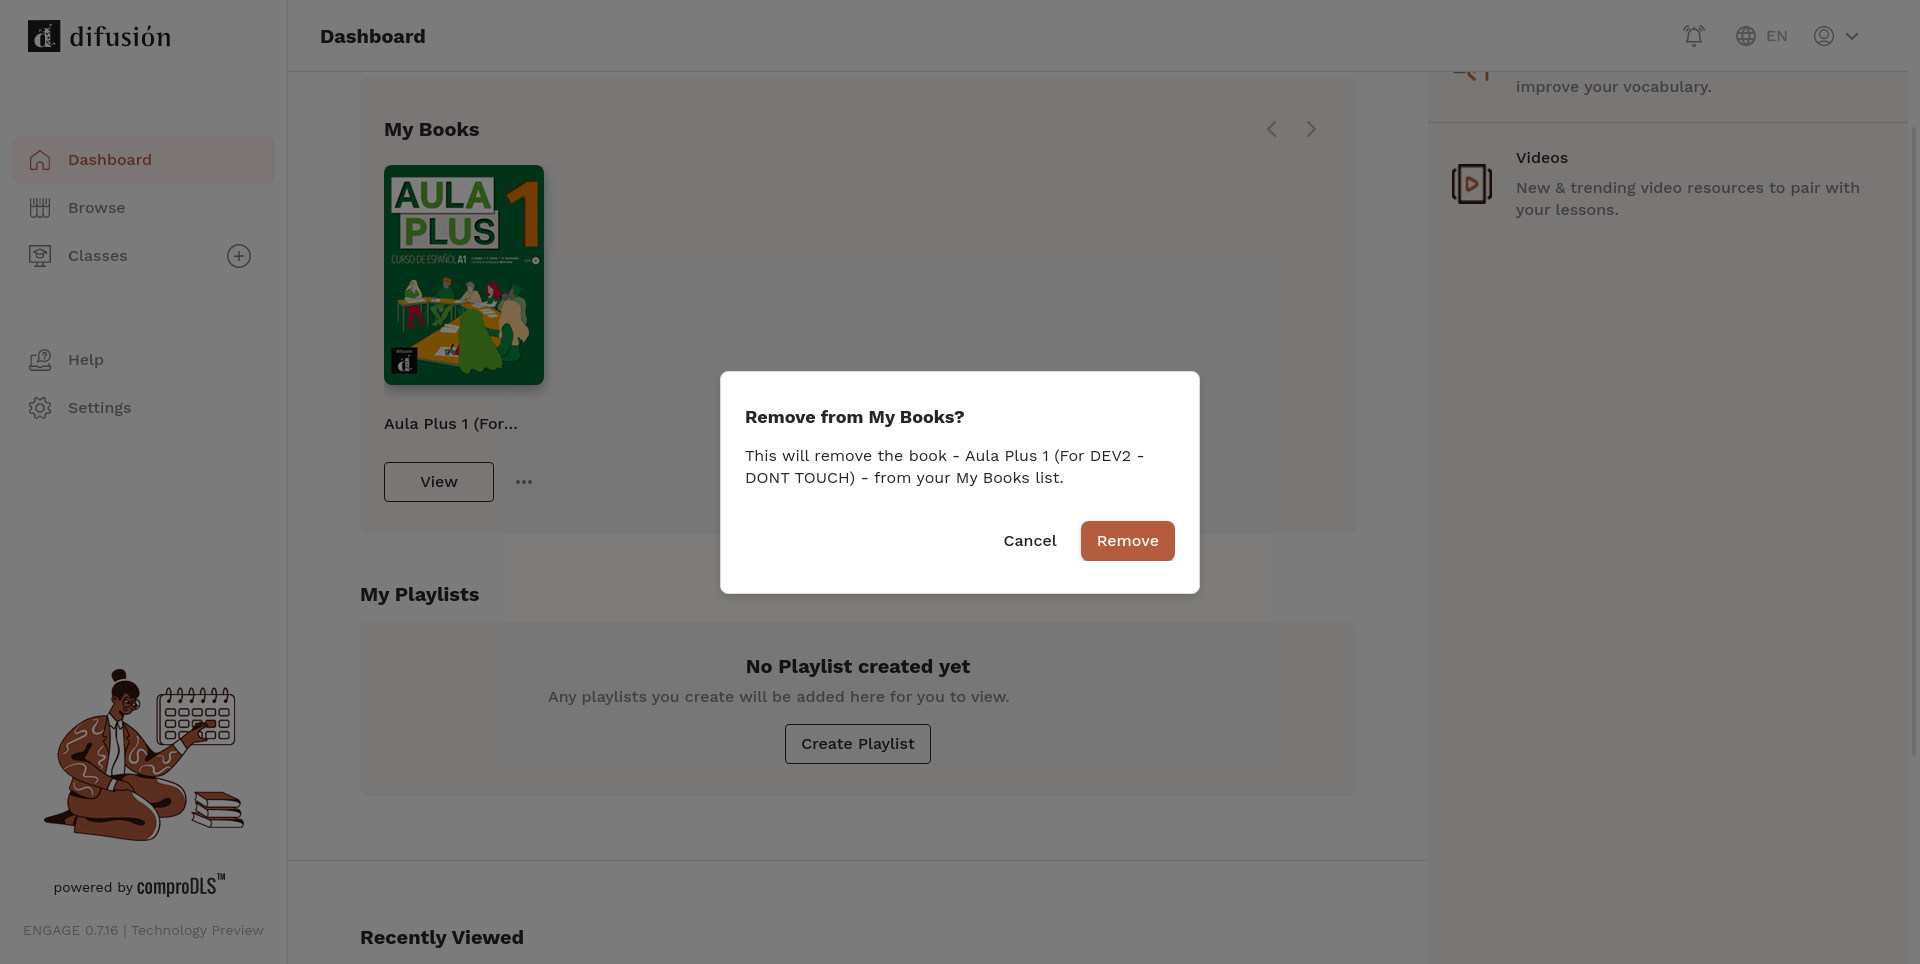 difusión
Dashboard
EN
Dashboard
Browse
Classes
Help
Settings
powered by comproDLS™
ENGAGE 0.7.16 | Technology Preview
My Books
AULA
PLUS 1
CURSO DE ESPAÑOL A1
difusión
Aula Plus 1 (For...
View
My Playlists
No Playlist created yet
Any playlists you create will be added here for you to view.
Create Playlist
Recently Viewed
improve your vocabulary.
Videos
New & trending video resources to pair with
your lessons.
Remove from My Books?
This will remove the book - Aula Plus 1 (For DEV2 -
DONT TOUCH) - from your My Books list.
Cancel
Remove